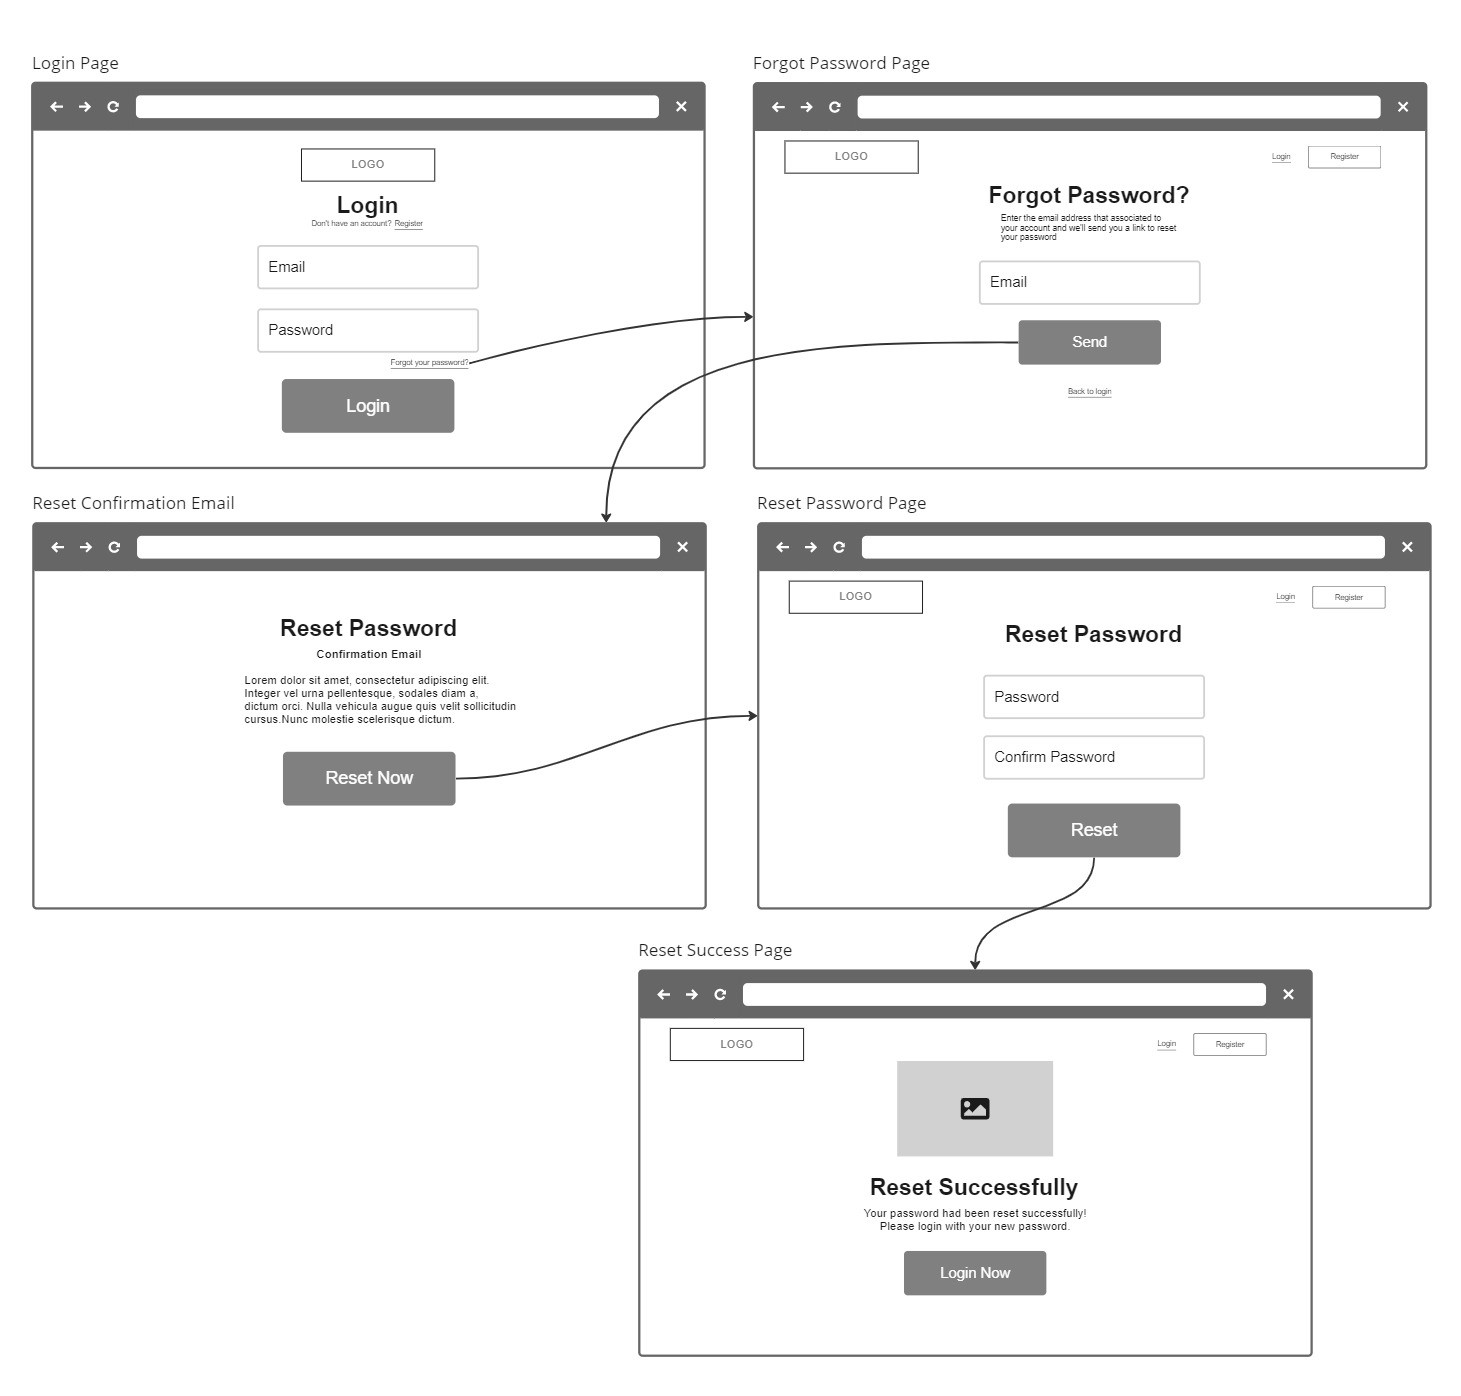 Login Page
LOGO
Login
Don't have an account? Register
Email
Password
Forgot your password?
Login
Forgot Password Page
LOGO
Login
Register
Forgot Password?
Enter the email address that associated to
your account and we'll send you a link to reset
your password
Email
Send
Back to login
Reset Confirmation Email
Reset Password
Confirmation Email
Lorem dolor sit amet, consectetur adipiscing elit.
Integer vel urna pellentesque, sodales diam a,
dictum orci. Nulla vehicula augue quis velit sollicitudin
cursus.Nunc molestie scelerisque dictum.
Reset Now
Reset Password Page
LOGO
Login
Register
Reset Password
Password
Confirm Password
Reset
Reset Success Page
LOGO
Login
Register
Reset Successfully
Your password had been reset successfully!
Please login with your new password.
Login Now